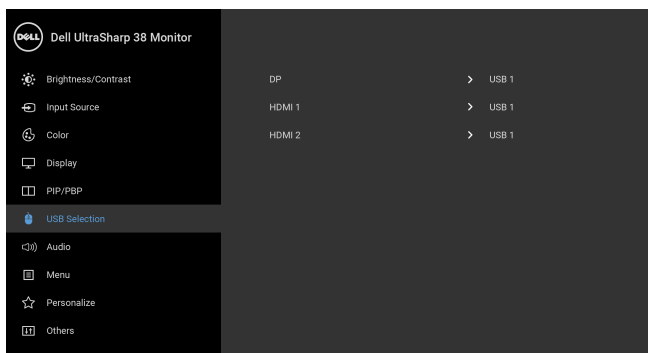 DELL Dell UltraSharp 38 Monitor
Brightness/Contrast
DP USB 1
Input Source
HDMI 1 USB 1
Color
HDMI 2 USB 1
Display
PIP/PBP
USB Selection
Audio
Menu
Personalize
Others